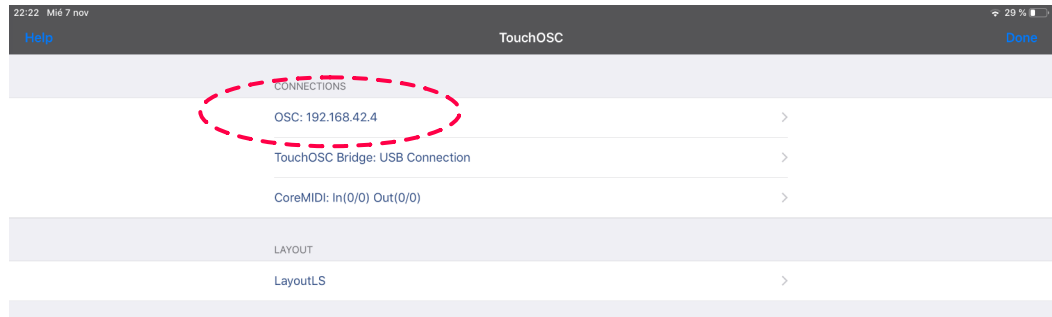 22:22 Mié 7 nov 29 %
Help TouchOSC Done
CONNECTIONS
OSC: 192.168.42.4
TouchOSC Bridge: USB Connection
CoreMIDI: In(0/0) Out(0/0)
LAYOUT
LayoutLS